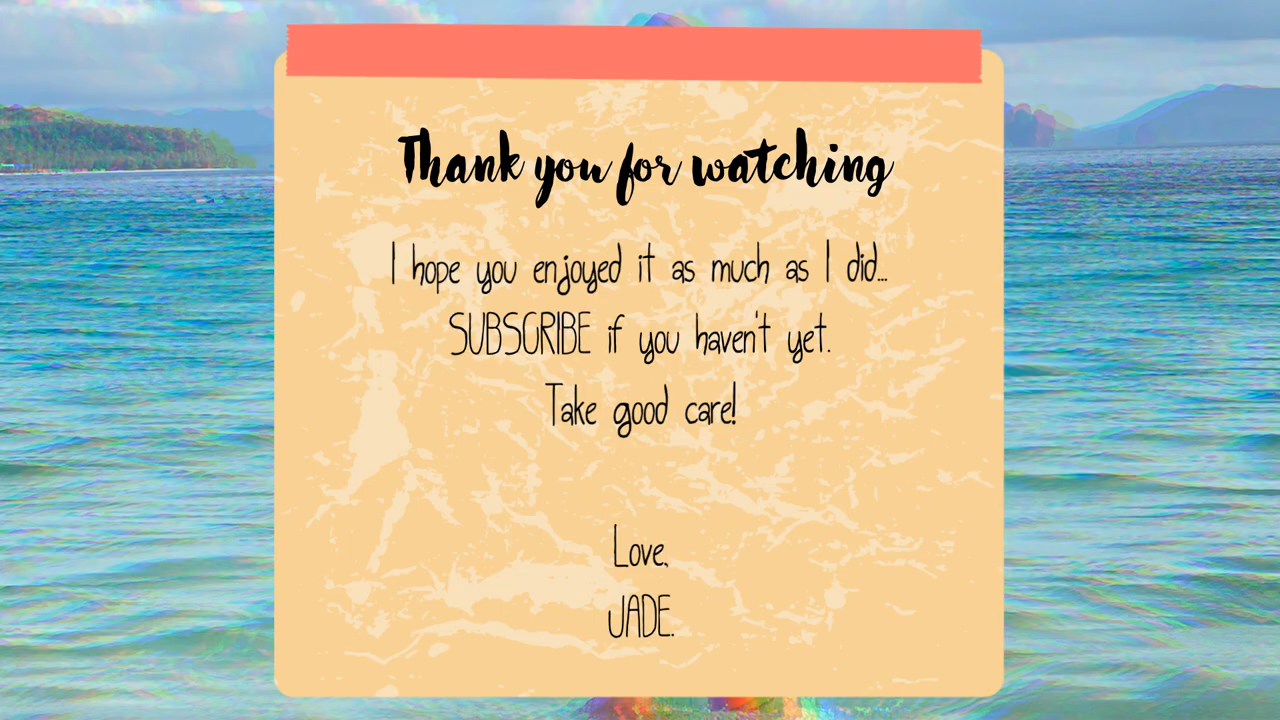 Thank you for watching
I hope you enjoyed it as much as I did...
SUBSCRIBE if you haven't yet.
Take good care!
Love,
JADE.